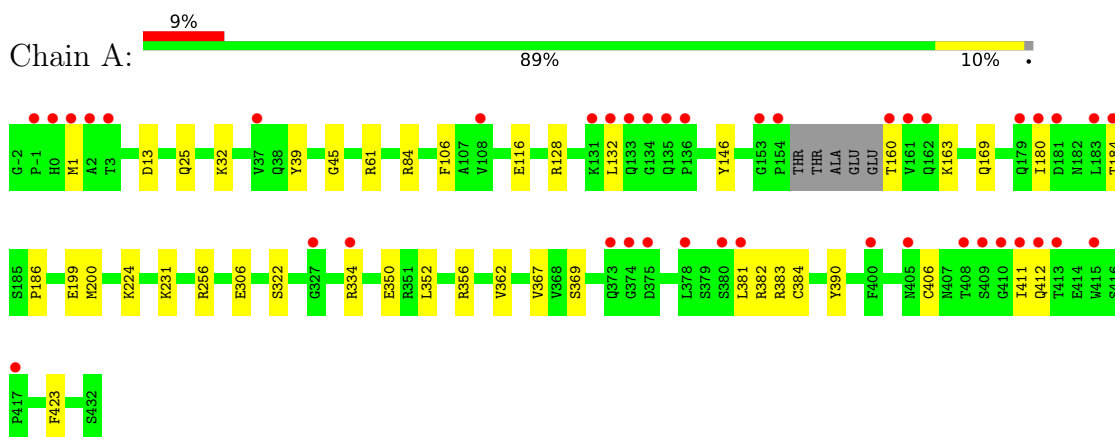 9%
Chain A:
89% 10% •
G-2 P-1 H0 M1 A2 T3 D13 Q25 K32 V37 Q38 Y39 G45 R61 R84 F106 A107 V108 E116 R128 K131 L132 Q133 G134 Q135 P136 Y146 G153 P154 THR THR ALA GLU GLU T160 V161 Q162 K163 Q169 Q179 I180 D181 N182 L183 T184
S185 P186 E199 M200 K224 K231 R256 E306 S322 G327 R334 E350 R351 L352 R356 V362 V367 V368 S369 Q373 G374 D375 L378 S379 S380 L381 R382 R383 C384 Y390 F400 N405 C406 N407 T408 S409 G410 I411 Q412 T413 E414 W415 S416
P417 F423 S432